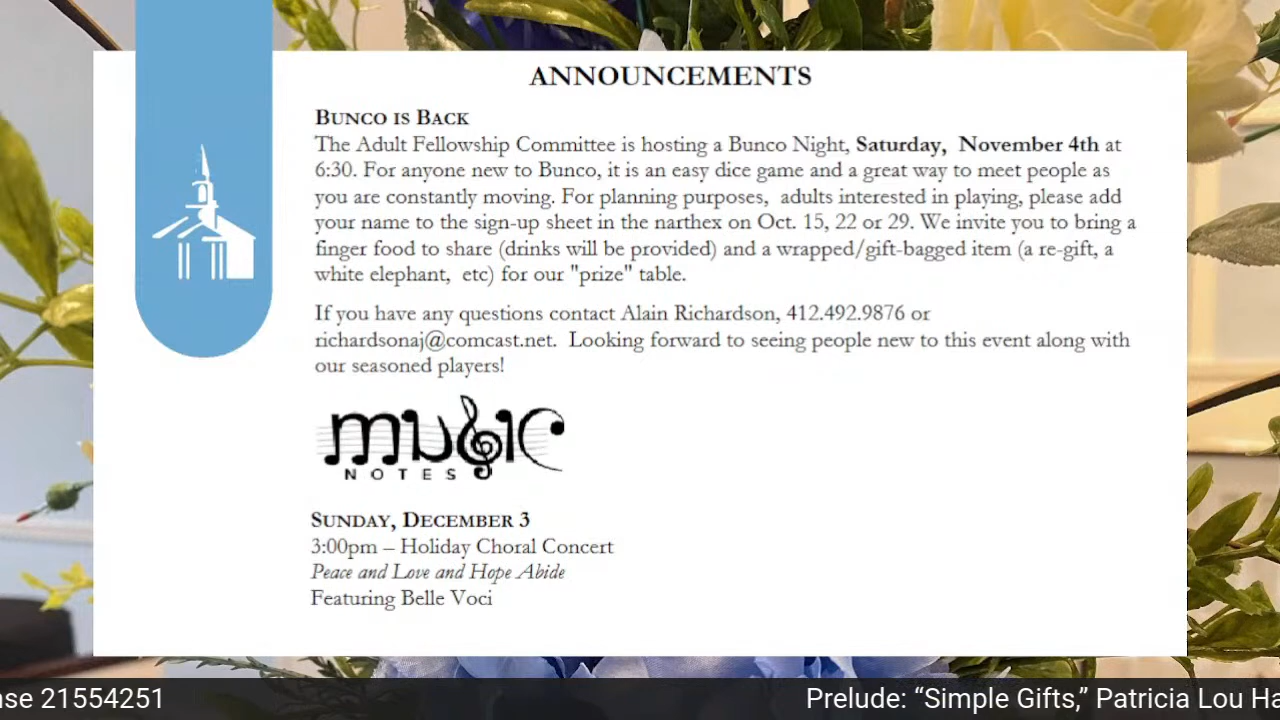 ANNOUNCEMENTS
BUNCO IS BACK
The Adult Fellowship Committee is hosting a Bunco Night, Saturday, November 4th at
6:30. For anyone new to Bunco, it is an easy dice game and a great way to meet people as
you are constantly moving. For planning purposes, adults interested in playing, please add
your name to the sign-up sheet in the narthex on Oct. 15, 22 or 29. We invite you to bring a
finger food to share (drinks will be provided) and a wrapped/gift-bagged item (a re-gift, a
white elephant, etc) for our "prize" table.
If you have any questions contact Alain Richardson, 412.492.9876 or
richardsonaj@comcast.net. Looking forward to seeing people new to this event along with
our seasoned players!
music
NOTES
SUNDAY, DECEMBER 3
3:00pm – Holiday Choral Concert
Peace and Love and Hope Abide
Featuring Belle Voci
21554251
Prelude: “Simple Gifts,” Patricia Lou